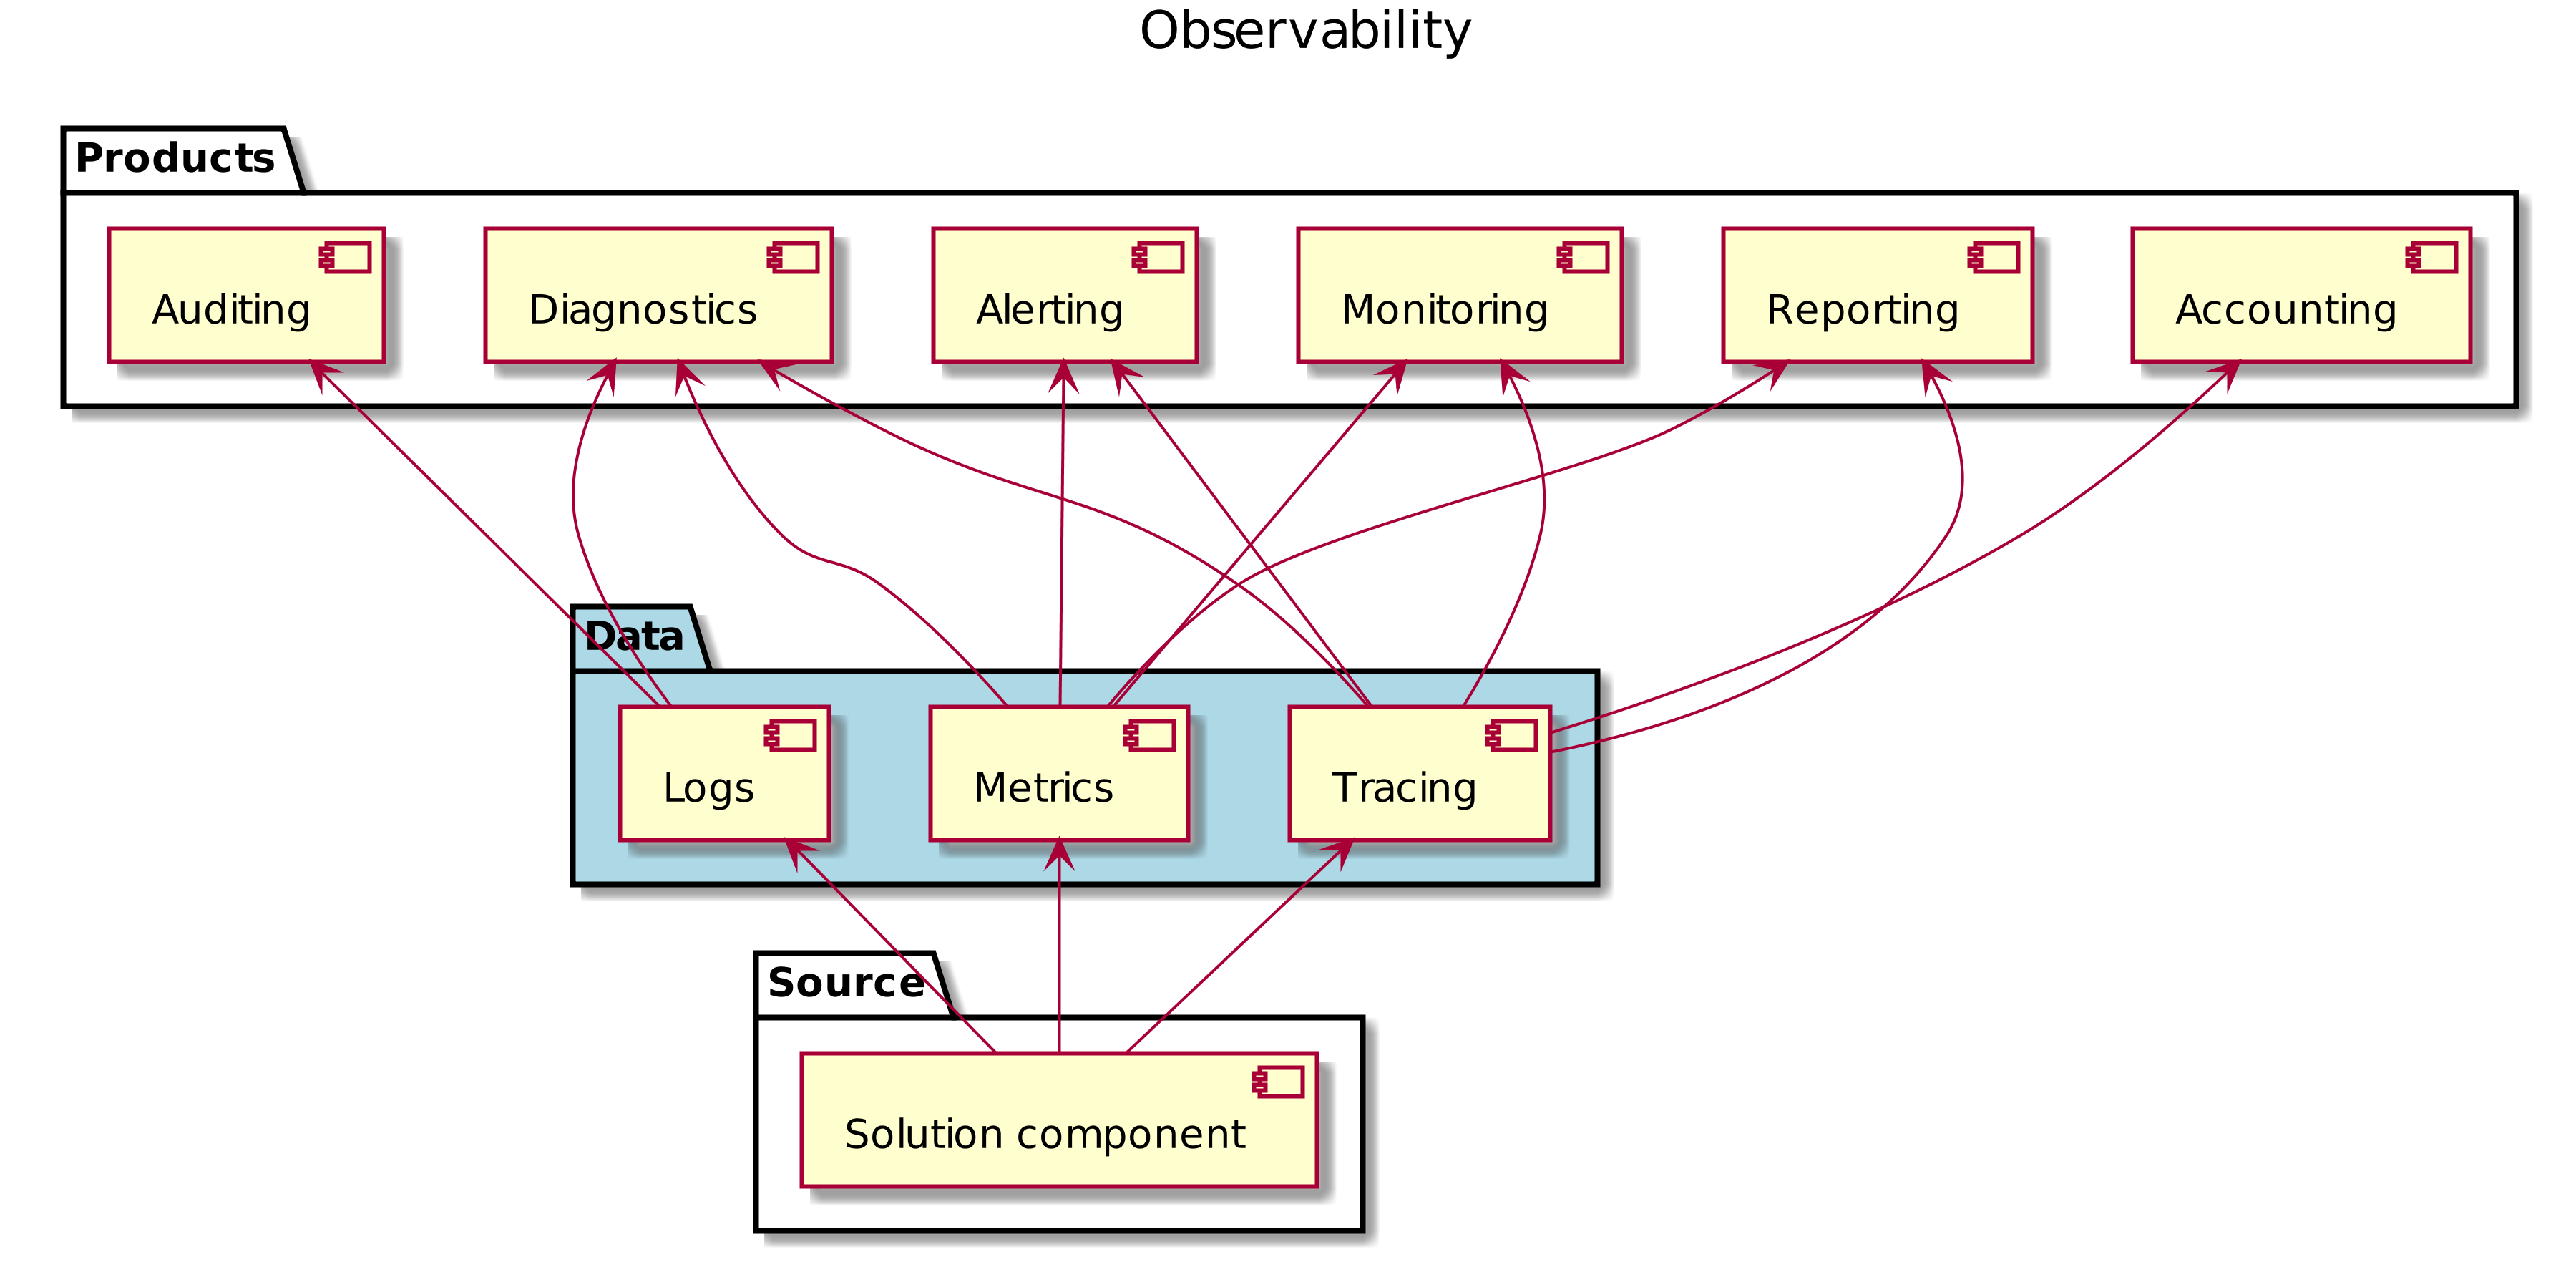 Observability
Products
Auditing
Diagnostics
Alerting
Monitoring
Reporting
Accounting
Data
Logs
Metrics
Tracing
Source
Solution component